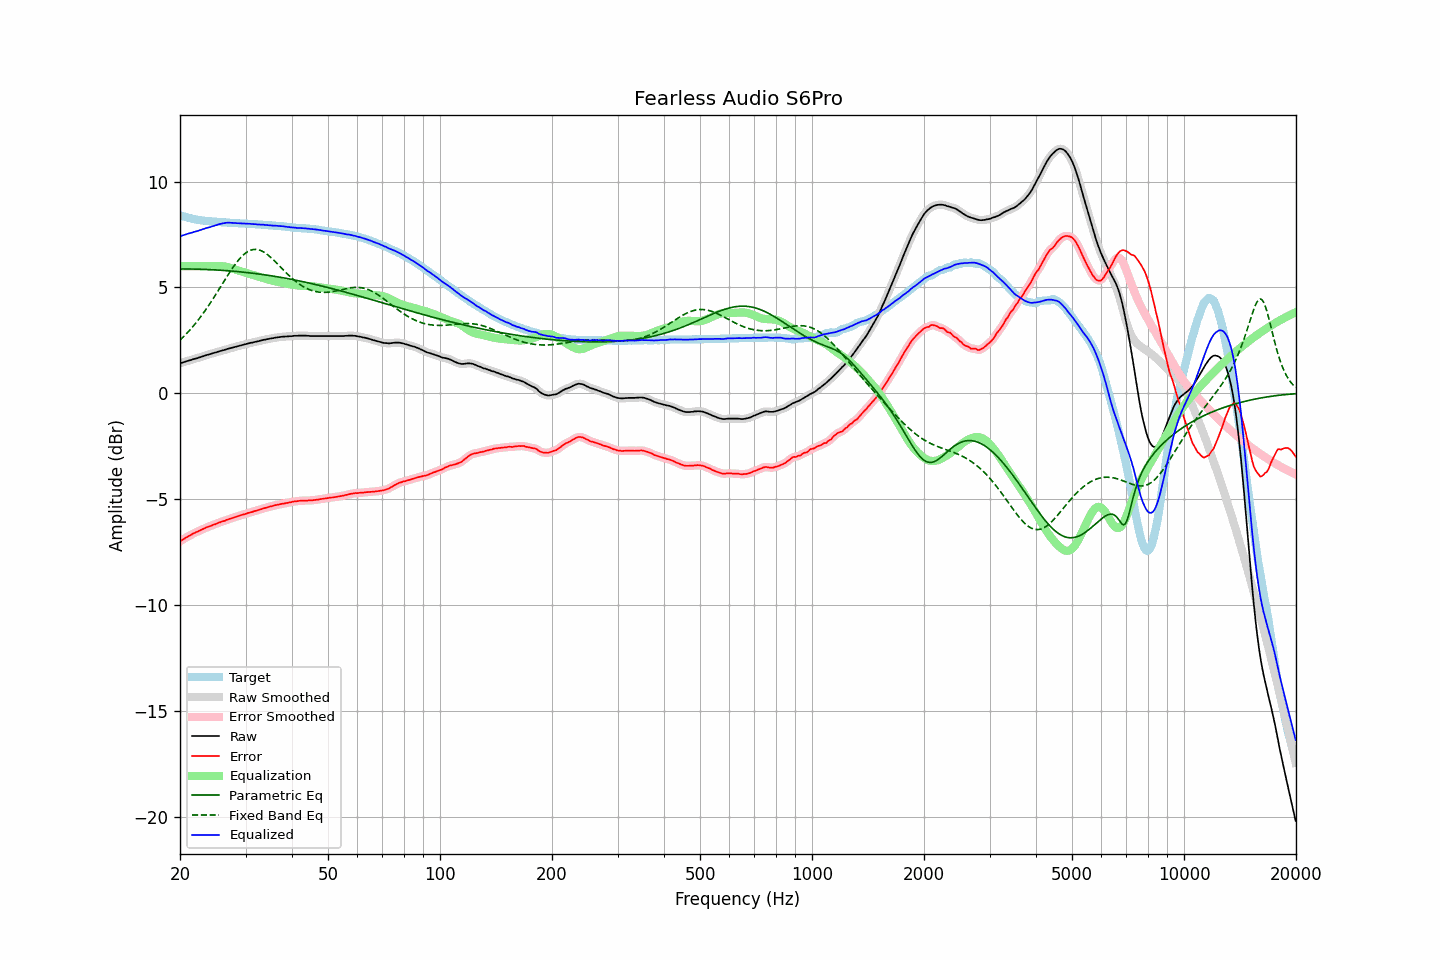 Fearless Audio S6Pro
Amplitude (dBr)
10
5
0
−5
−10
−15
−20
Target
Raw Smoothed
Error Smoothed
Raw
Error
Equalization
Parametric Eq
Fixed Band Eq
Equalized
20 50 100 200 500 1000 2000 5000 10000 20000
Frequency (Hz)